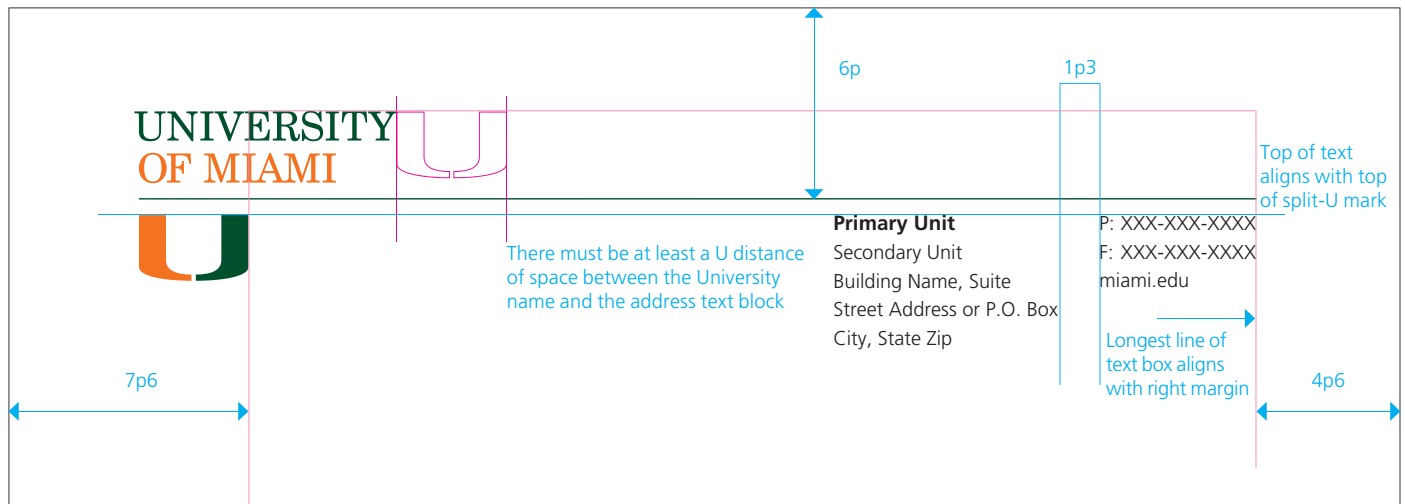 6p
1p3
UNIVERSITY
OF MIAMI
Top of text
aligns with top
of split-U mark
U
Primary Unit
Secondary Unit
Building Name, Suite
Street Address or P.O. Box
City, State Zip
P: XXX-XXX-XXXX
F: XXX-XXX-XXXX
miami.edu
There must be at least a U distance
of space between the University
name and the address text block
Longest line of
text box aligns
with right margin
7p6
4p6